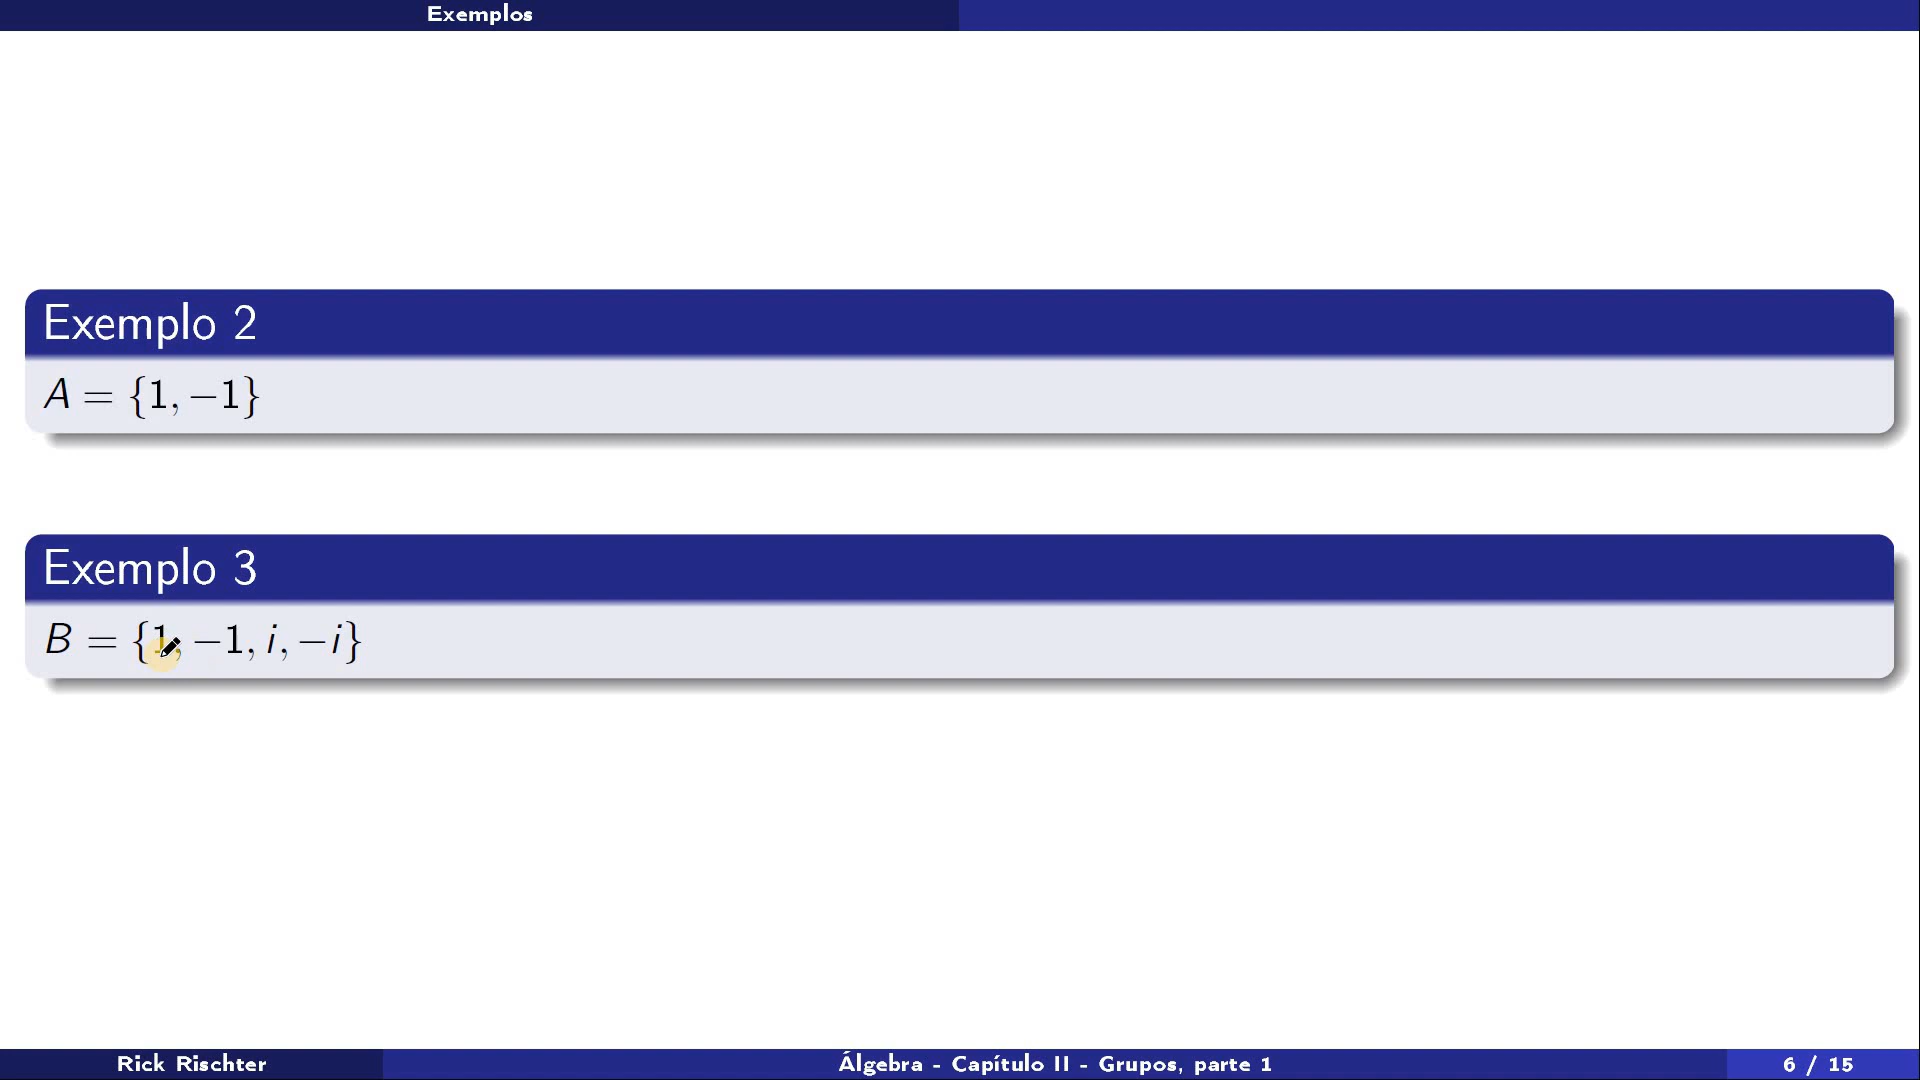 Exemplos
Exemplo 2
A = {1, −1}
Exemplo 3
B = {1, −1, i, −i}
Rick Rischter
Álgebra - Capítulo II - Grupos, parte 1
6 / 15